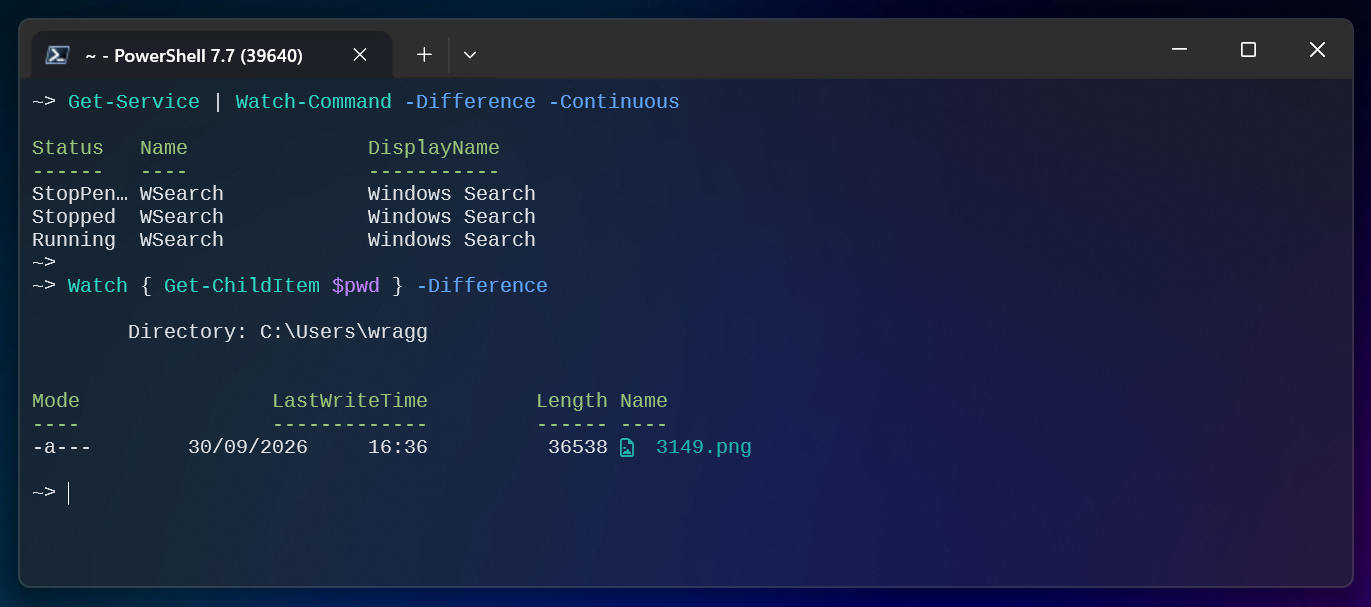 ~ - PowerShell 7.7 (39640)
~> Get-Service | Watch-Command -Difference -Continuous
Status   Name               DisplayName
------   ----               -----------
StopPen… WSearch            Windows Search
Stopped  WSearch            Windows Search
Running  WSearch            Windows Search
~>
~> Watch { Get-ChildItem $pwd } -Difference
        Directory: C:\Users\wragg
Mode                LastWriteTime         Length Name
----                -------------         ------ ----
-a---        30/09/2026     16:36          36538 3149.png
~>